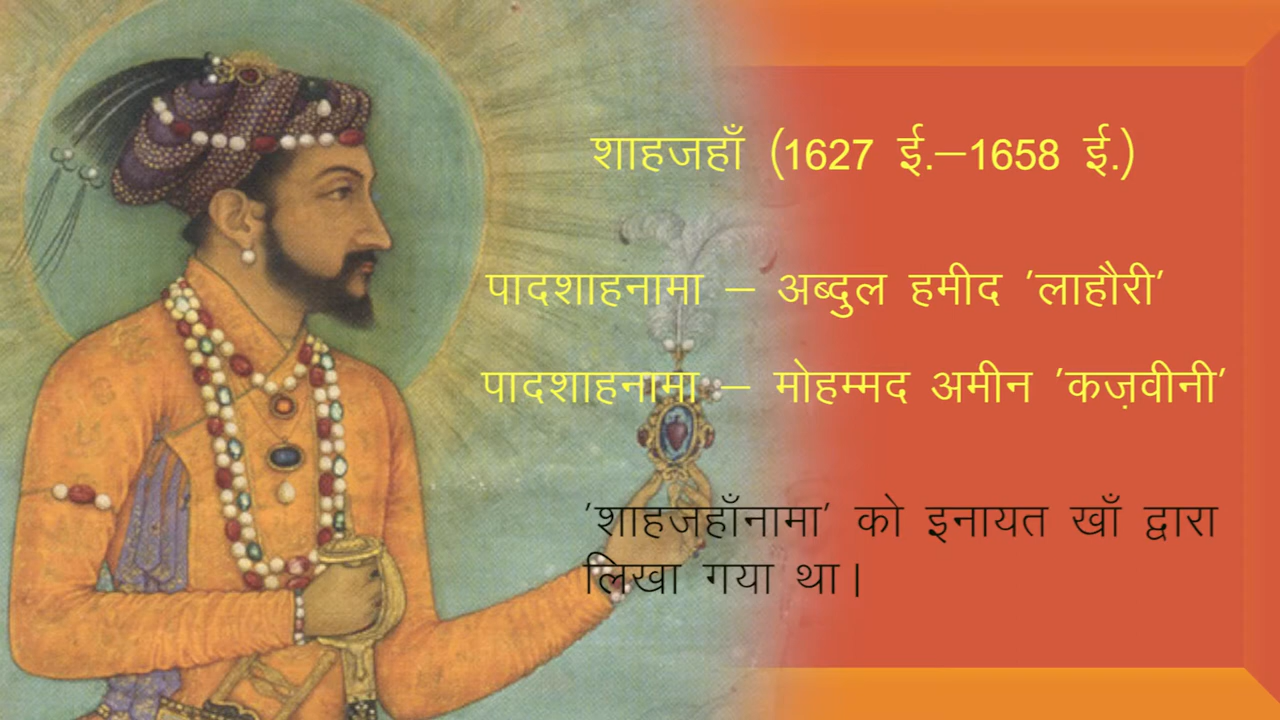 शाहजहाँ (1627 ई.–1658 ई.)
पादशाहनामा – अब्दुल हमीद 'लाहौरी'
पादशाहनामा – मोहम्मद अमीन 'कज़वीनी'
'शाहजहाँनामा' को इनायत खाँ द्वारा
लिखा गया था।